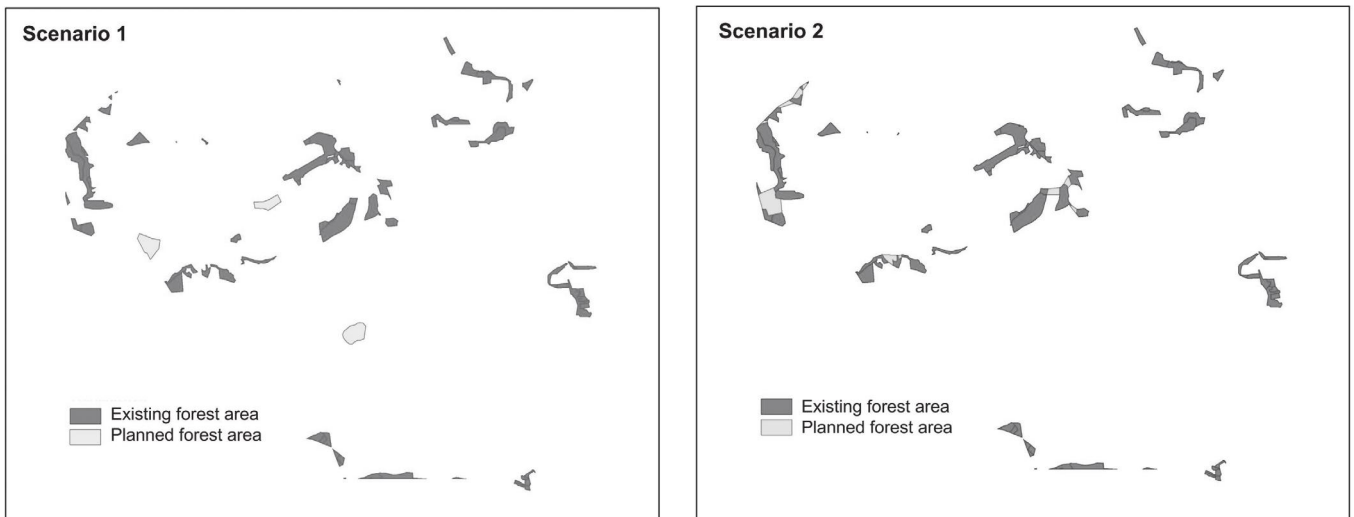 Scenario 1
Existing forest area
Planned forest area
Scenario 2
Existing forest area
Planned forest area